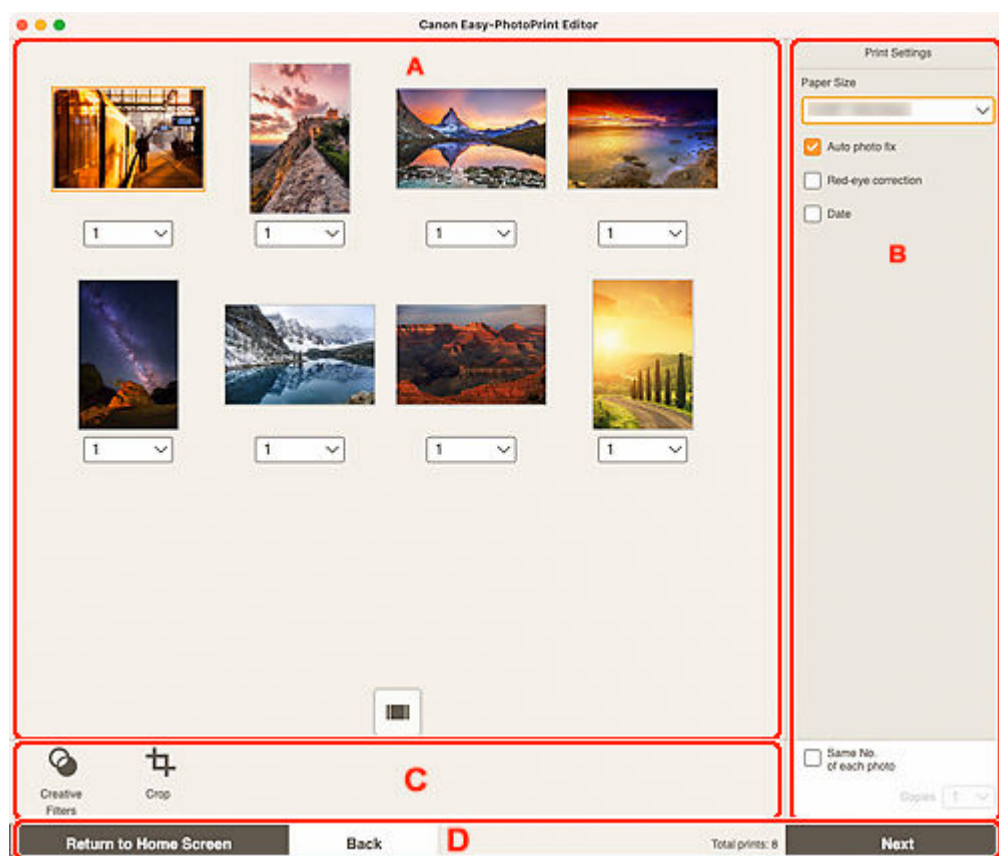 Canon Easy-PhotoPrint Editor
A
Print Settings
Paper Size
Auto photo fix
Red-eye correction
Date
B
1
1
1
1
1
1
1
1
Same No.
of each photo
Copies 1
Creative
Filters
Crop
C
Return to Home Screen
Back
D
Total prints: 8
Next